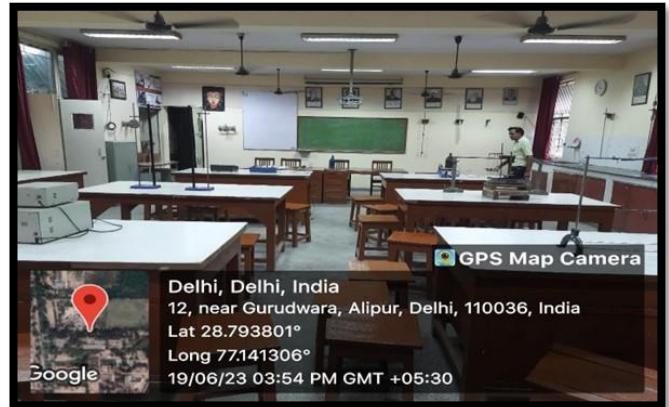 GPS Map Camera
Delhi, Delhi, India
12, near Gurudwara, Alipur, Delhi, 110036, India
Lat 28.793801°
Long 77.141306°
19/06/23 03:54 PM GMT +05:30
Google